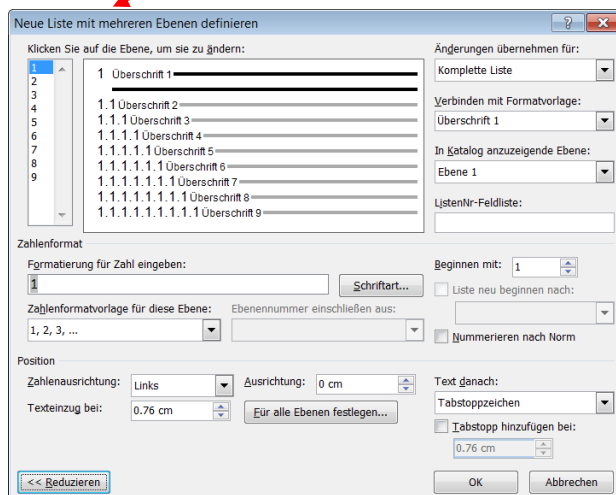 Neue Liste mit mehreren Ebenen definieren
Klicken Sie auf die Ebene, um sie zu ändern:
1
2
3
4
5
6
7
8
9
1 Überschrift 1
1.1 Überschrift 2
1.1.1 Überschrift 3
1.1.1.1 Überschrift 4
1.1.1.1.1 Überschrift 5
1.1.1.1.1.1 Überschrift 6
1.1.1.1.1.1.1 Überschrift 7
1.1.1.1.1.1.1.1 Überschrift 8
1.1.1.1.1.1.1.1.1 Überschrift 9
Änderungen übernehmen für:
Komplette Liste
Verbinden mit Formatvorlage:
Überschrift 1
In Katalog anzuzeigende Ebene:
Ebene 1
ListenNr-Feldliste:
Zahlenformat
Formatierung für Zahl eingeben:
1
Schriftart...
Zahlenformatvorlage für diese Ebene:
1, 2, 3, ...
Ebenennummer einschließen aus:
Beginnen mit: 1
Liste neu beginnen nach:
Nummerieren nach Norm
Position
Zahlenausrichtung: Links
Ausrichtung: 0 cm
Texteinzug bei: 0.76 cm
Für alle Ebenen festlegen...
Text danach:
Tabstoppzeichen
Tabstopp hinzufügen bei:
0.76 cm
<< Reduzieren
OK
Abbrechen